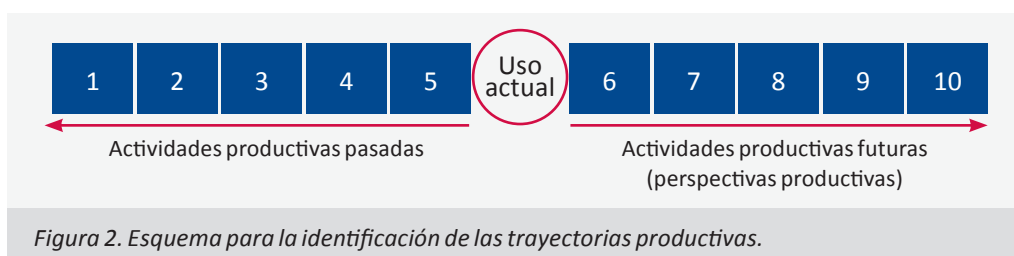 1 2 3 4 5 Uso actual 6 7 8 9 10
Actividades productivas pasadas
Actividades productivas futuras
(perspectivas productivas)
Figura 2. Esquema para la identificación de las trayectorias productivas.